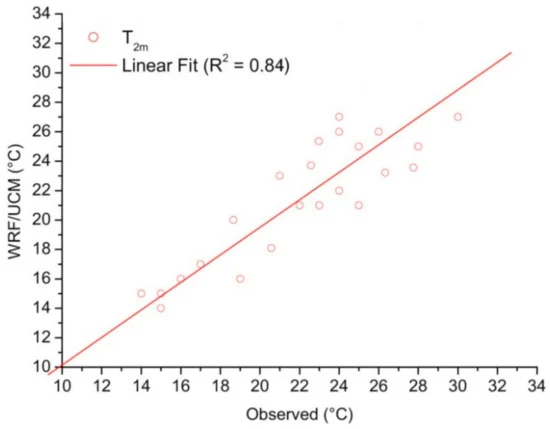 34
32
30
28
26
24
22
20
18
16
14
12
10
WRF/UCM (°C)
T2m
Linear Fit (R² = 0.84)
10 12 14 16 18 20 22 24 26 28 30 32 34
Observed (°C)